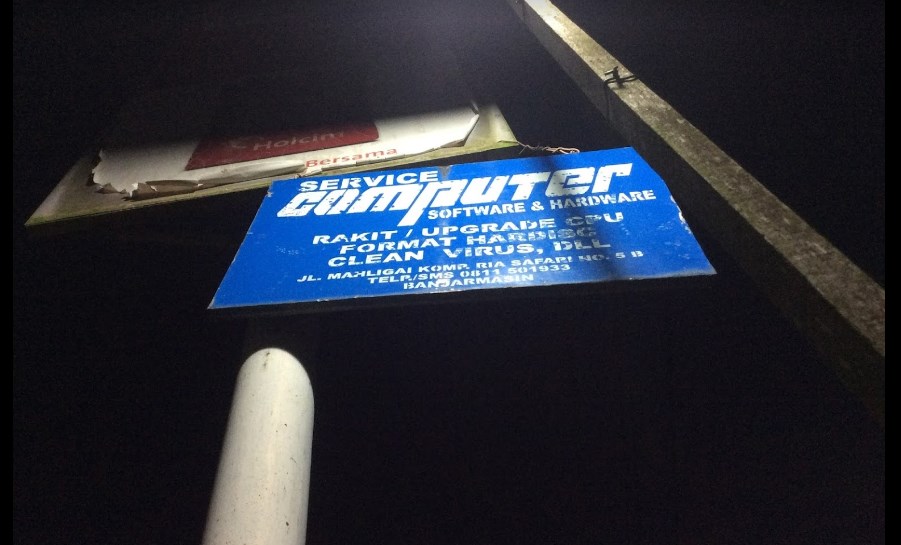 Holcim
Bersama
SERVICE
COMPUTER
SOFTWARE & HARDWARE
RAKIT / UPGRADE CPU
FORMAT HARDISC
CLEAN VIRUS, DLL
JL. MAHLIGAI KOMP. RIA SAFARI NO. 5 B
TELP./SMS 0811 501933
BANJARMASIN